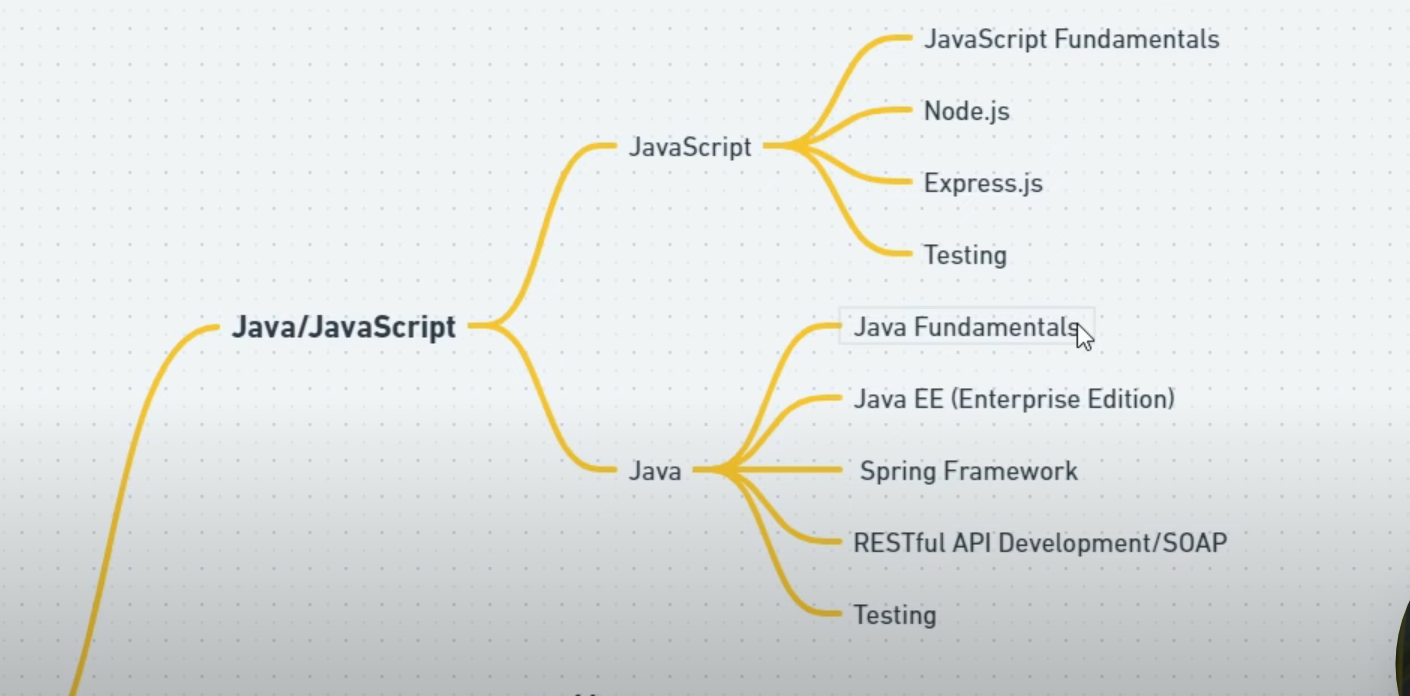 JavaScript Fundamentals
Node.js
JavaScript
Express.js
Testing
Java/JavaScript
Java Fundamentals
Java EE (Enterprise Edition)
Java
Spring Framework
RESTful API Development/SOAP
Testing